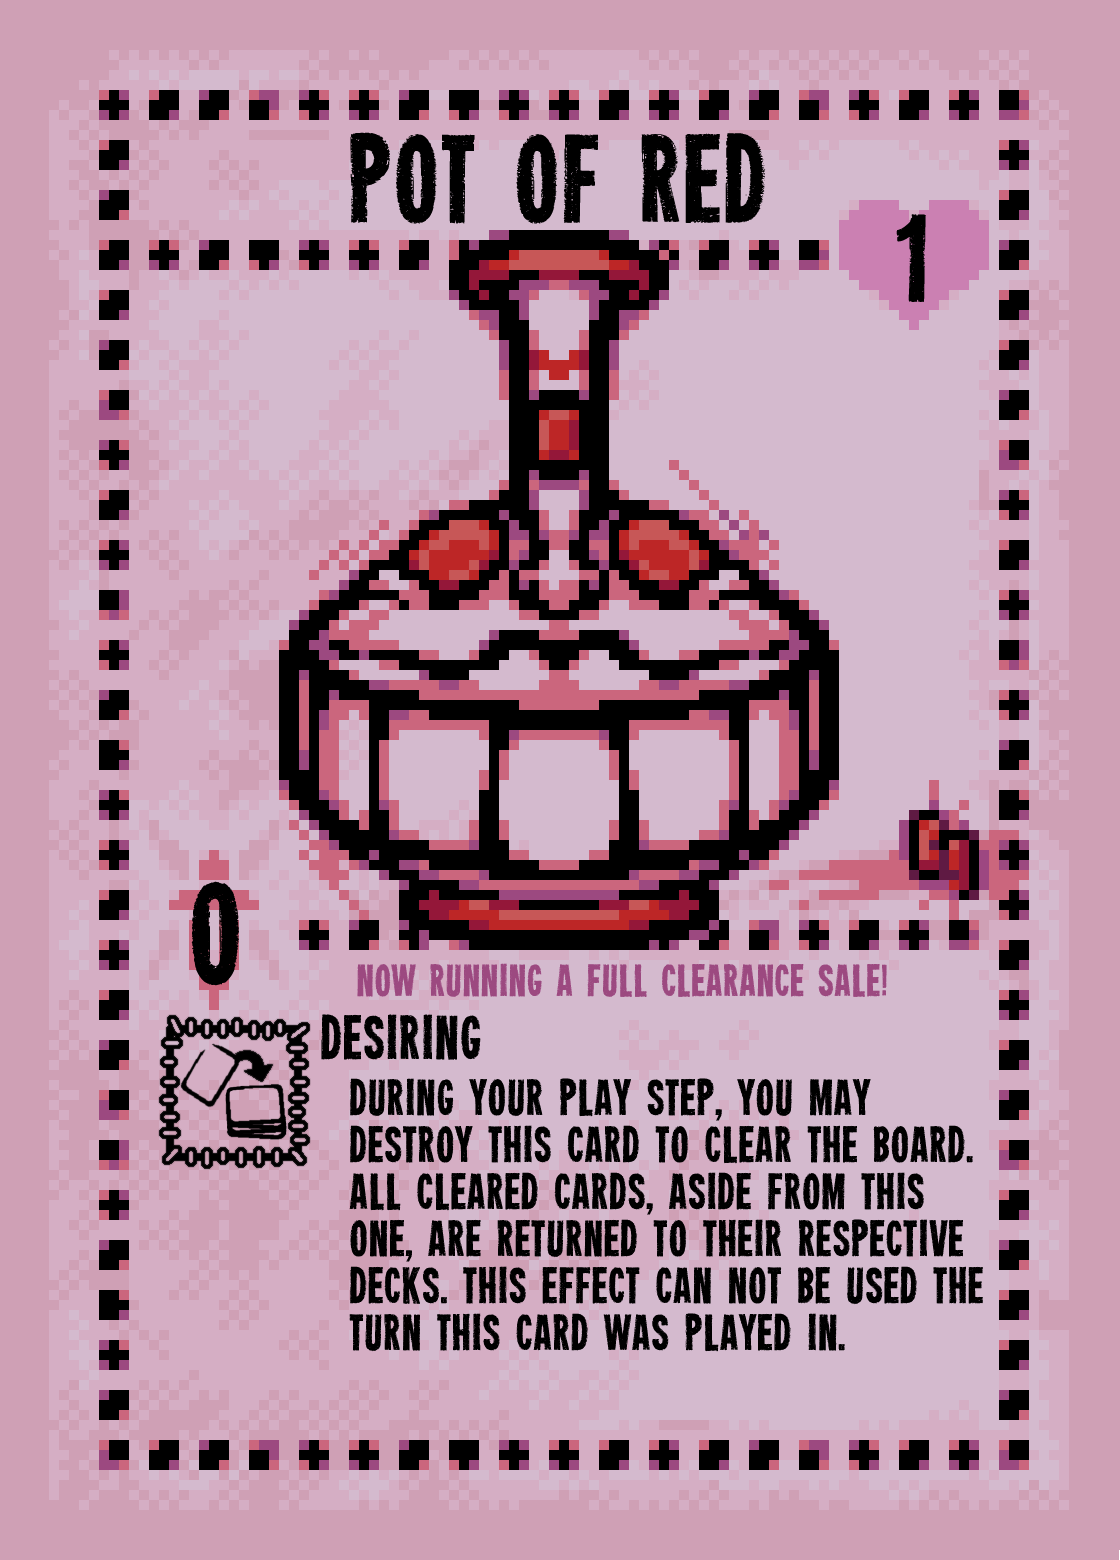 POT OF RED
1
0
NOW RUNNING A FULL CLEARANCE SALE!
DESIRING
DURING YOUR PLAY STEP, YOU MAY
DESTROY THIS CARD TO CLEAR THE BOARD.
ALL CLEARED CARDS, ASIDE FROM THIS
ONE, ARE RETURNED TO THEIR RESPECTIVE
DECKS. THIS EFFECT CAN NOT BE USED THE
TURN THIS CARD WAS PLAYED IN.